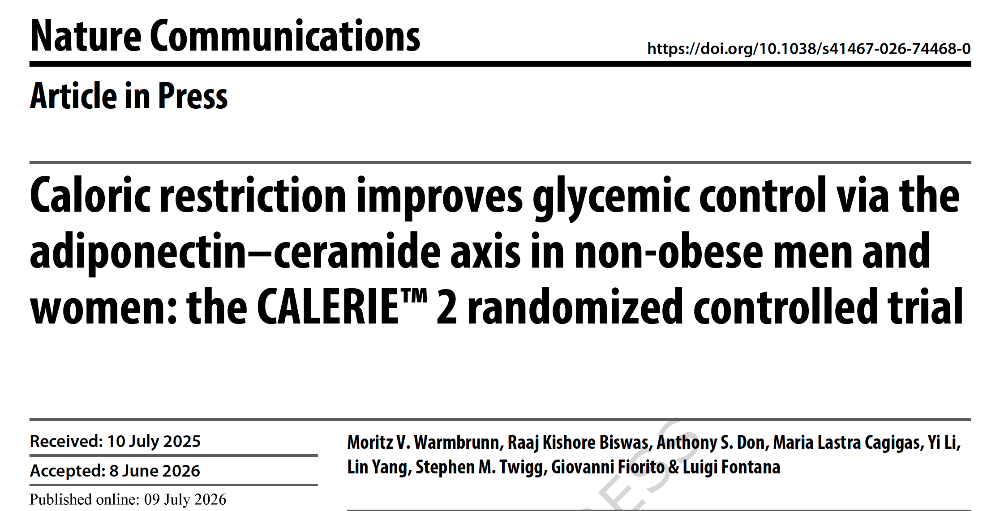 Nature Communications
https://doi.org/10.1038/s41467-026-74468-0
Article in Press
Caloric restriction improves glycemic control via the
adiponectin–ceramide axis in non-obese men and
women: the CALERIE™ 2 randomized controlled trial
Received: 10 July 2025
Accepted: 8 June 2026
Published online: 09 July 2026
Moritz V. Warmbrunn, Raaj Kishore Biswas, Anthony S. Don, Maria Lastra Cagigas, Yi Li,
Lin Yang, Stephen M. Twigg, Giovanni Fiorito & Luigi Fontana
ESS